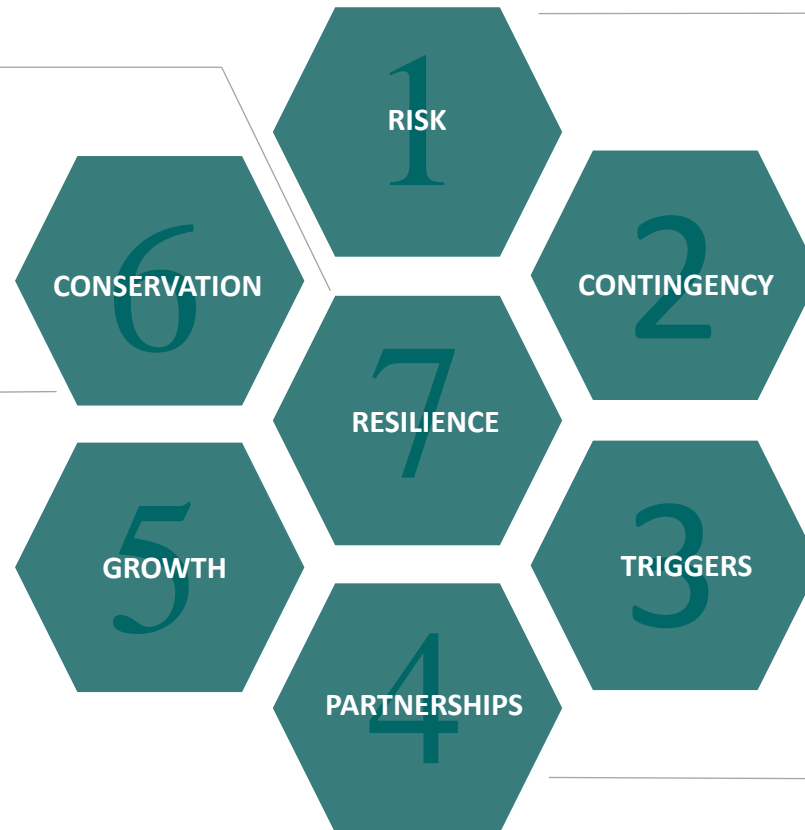 1
RISK
2
CONTINGENCY
3
TRIGGERS
4
PARTNERSHIPS
5
GROWTH
6
CONSERVATION
7
RESILIENCE